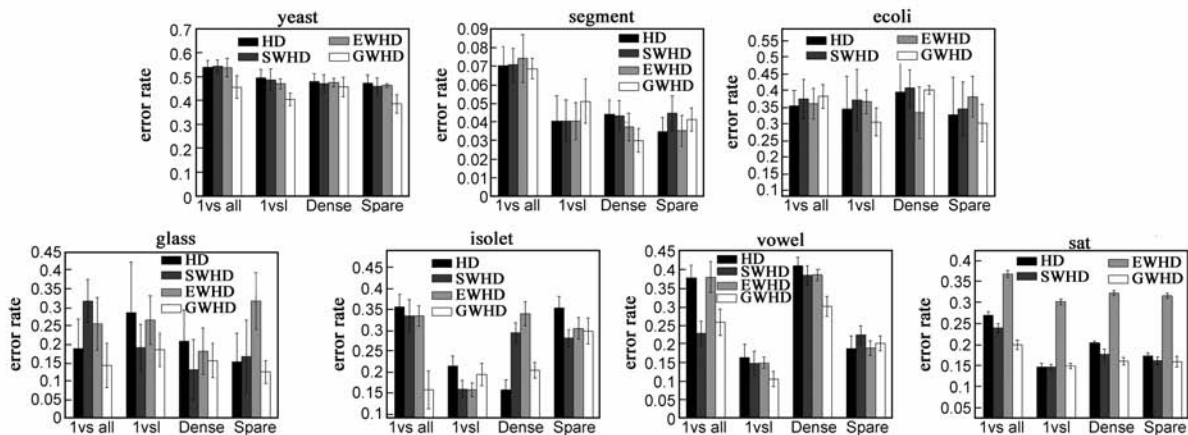 yeast
error rate
0.7
0.6
0.5
0.4
0.3
0.2
0.1
0
HD
SWHD
EWHD
GWHD
1vs all 1vsl Dense Spare
segment
error rate
0.09
0.08
0.07
0.06
0.05
0.04
0.03
0.02
0.01
0.00
HD
SWHD
EWHD
GWHD
1vs all 1vsl Dense Spare
ecoli
error rate
0.55
0.45
0.4
0.35
0.3
0.35
0.2
0.15
0.1
HD
SWHD
EWHD
GWHD
1vs all 1vsl Dense Spare
glass
error rate
0.45
0.4
0.35
0.3
0.25
0.2
0.15
0.1
0.05
0
HD
SWHD
EWHD
GWHD
1vs all 1vsl Dense Spare
isolet
error rate
0.45
0.35
0.3
0.25
0.2
0.15
0.1
HD
SWHD
EWHD
GWHD
1vs all 1vsl Dense Spare
vowel
error rate
0.45
0.4
0.35
0.3
0.25
0.2
0.15
0.1
0.05
0
HD
SWHD
EWHD
GWHD
1vs all 1vsl Dense Spare
sat
error rate
0.4
0.35
0.3
0.25
0.2
0.15
0.1
0.05
HD
SWHD
EWHD
GWHD
1vs all 1vsl Dense Spare